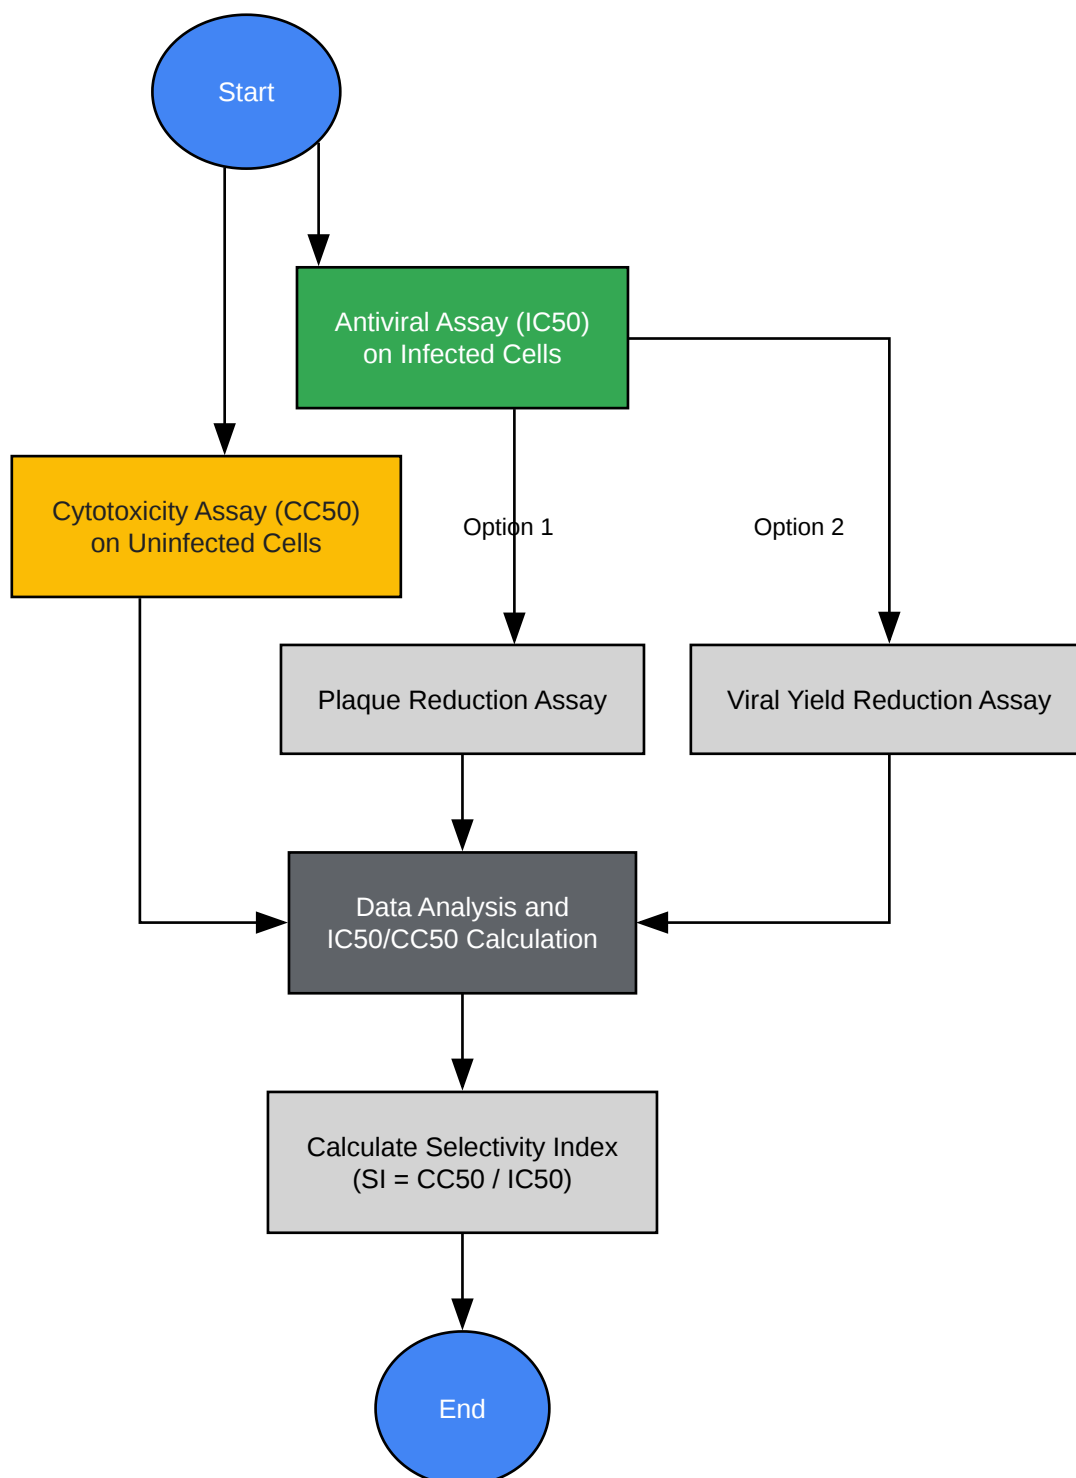 Start
Antiviral Assay (IC50)
on Infected Cells
Cytotoxicity Assay (CC50)
on Uninfected Cells
Option 1
Option 2
Plaque Reduction Assay
Viral Yield Reduction Assay
Data Analysis and
IC50/CC50 Calculation
Calculate Selectivity Index
(SI = CC50 / IC50)
End